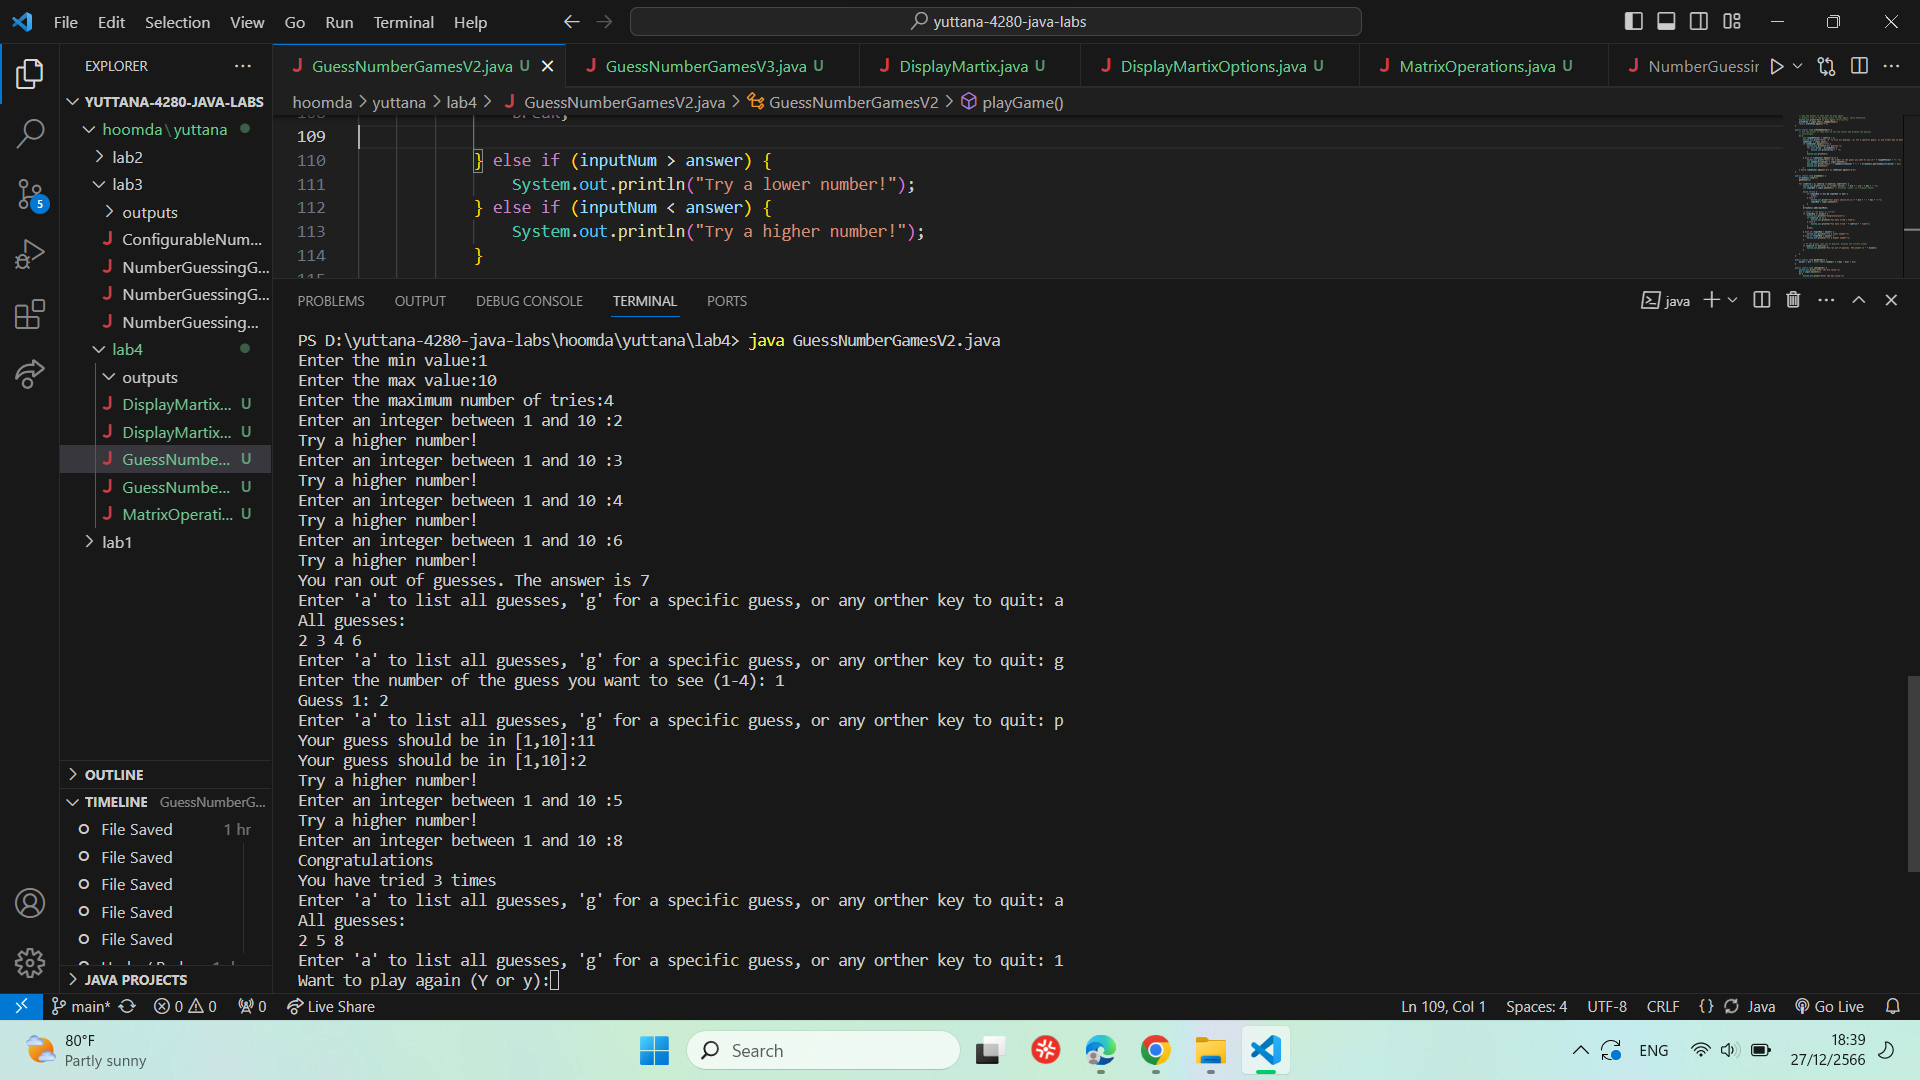 File Edit Selection View Go Run Terminal Help
yuttana-4280-java-labs
EXPLORER
YUTTANA-4280-JAVA-LABS
hoomda\yuttana
lab2
lab3
outputs
ConfigurableNum...
NumberGuessingG...
NumberGuessingG...
NumberGuessing...
lab4
outputs
DisplayMartix... U
DisplayMartix... U
GuessNumbe... U
GuessNumbe... U
MatrixOperati... U
lab1
5
OUTLINE
TIMELINE GuessNumberG...
File Saved 1 hr
File Saved
File Saved
File Saved
File Saved
JAVA PROJECTS
GuessNumberGamesV2.java U
GuessNumberGamesV3.java U
DisplayMartix.java U
DisplayMartixOptions.java U
MatrixOperations.java U
NumberGuessir
hoomda > yuttana > lab4 > GuessNumberGamesV2.java > GuessNumberGamesV2 > playGame()
108 break;
109
110 } else if (inputNum > answer) {
111 System.out.println("Try a lower number!");
112 } else if (inputNum < answer) {
113 System.out.println("Try a higher number!");
114 }
115
PROBLEMS OUTPUT DEBUG CONSOLE TERMINAL PORTS
java
PS D:\yuttana-4280-java-labs\hoomda\yuttana\lab4> java GuessNumberGamesV2.java
Enter the min value:1
Enter the max value:10
Enter the maximum number of tries:4
Enter an integer between 1 and 10 :2
Try a higher number!
Enter an integer between 1 and 10 :3
Try a higher number!
Enter an integer between 1 and 10 :4
Try a higher number!
Enter an integer between 1 and 10 :6
Try a higher number!
You ran out of guesses. The answer is 7
Enter 'a' to list all guesses, 'g' for a specific guess, or any orther key to quit: a
All guesses:
2 3 4 6
Enter 'a' to list all guesses, 'g' for a specific guess, or any orther key to quit: g
Enter the number of the guess you want to see (1-4): 1
Guess 1: 2
Enter 'a' to list all guesses, 'g' for a specific guess, or any orther key to quit: p
Your guess should be in [1,10]:11
Your guess should be in [1,10]:2
Try a higher number!
Enter an integer between 1 and 10 :5
Try a higher number!
Enter an integer between 1 and 10 :8
Congratulations
You have tried 3 times
Enter 'a' to list all guesses, 'g' for a specific guess, or any orther key to quit: a
All guesses:
2 5 8
Enter 'a' to list all guesses, 'g' for a specific guess, or any orther key to quit: 1
Want to play again (Y or y):
main* 0 0 0 Live Share
Ln 109, Col 1 Spaces: 4 UTF-8 CRLF {} Java Go Live
80°F
Partly sunny
Search
ENG
18:39
27/12/2566